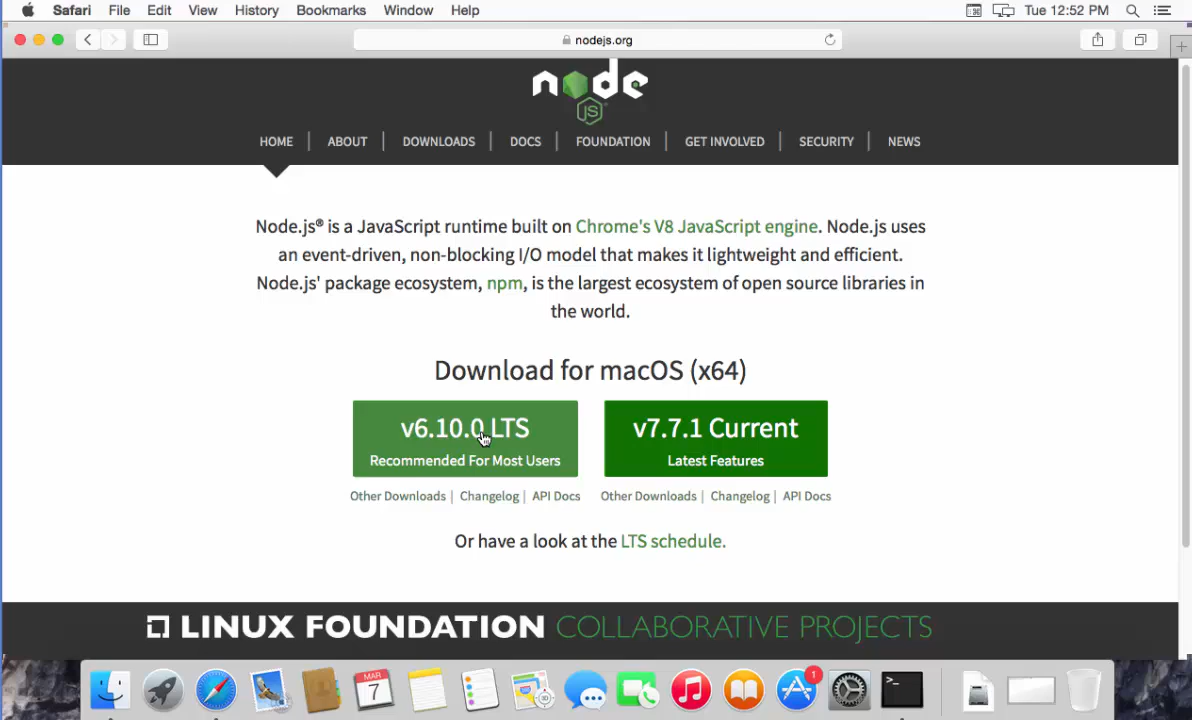 Safari File Edit View History Bookmarks Window Help Tue 12:52 PM
nodejs.org
node
JS
HOME | ABOUT | DOWNLOADS | DOCS | FOUNDATION | GET INVOLVED | SECURITY | NEWS
Node.js® is a JavaScript runtime built on Chrome's V8 JavaScript engine. Node.js uses
an event-driven, non-blocking I/O model that makes it lightweight and efficient.
Node.js' package ecosystem, npm, is the largest ecosystem of open source libraries in
the world.
Download for macOS (x64)
v6.10.0 LTS
Recommended For Most Users
v7.7.1 Current
Latest Features
Other Downloads | Changelog | API Docs
Other Downloads | Changelog | API Docs
Or have a look at the LTS schedule.
LINUX FOUNDATION COLLABORATIVE PROJECTS
MAR
7
1
>_